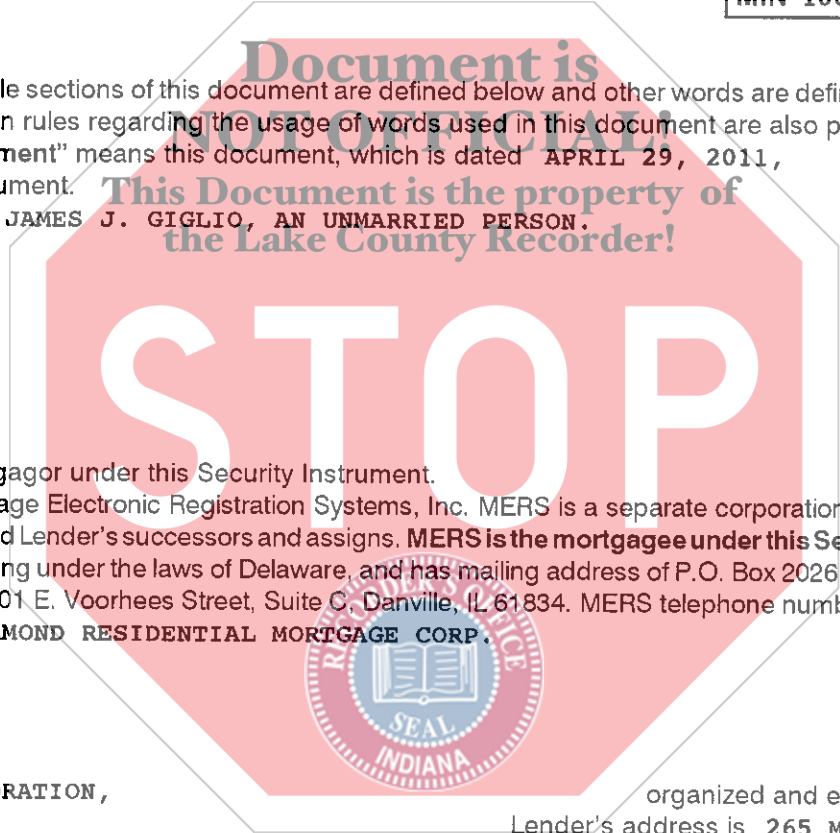 MIN 100
Document is
le sections of this document are defined below and other words are defi
n rules regarding the usage of words used in this document are also p
NOT OFFICIAL!
ment" means this document, which is dated APRIL 29, 2011,
ument.
This Document is the property of
JAMES J. GIGLIO, AN UNMARRIED PERSON.
the Lake County Recorder!
STOP
gagor under this Security Instrument.
age Electronic Registration Systems, Inc. MERS is a separate corporation
d Lender's successors and assigns. MERS is the mortgagee under this Se
ng under the laws of Delaware, and has mailing address of P.O. Box 2026
01 E. Voorhees Street, Suite C, Danville, IL 61834. MERS telephone numb
MOND RESIDENTIAL MORTGAGE CORP.
RECORDER'S OFFICE
SEAL
INDIANA
RATION,
organized and e
Lender's address is 265